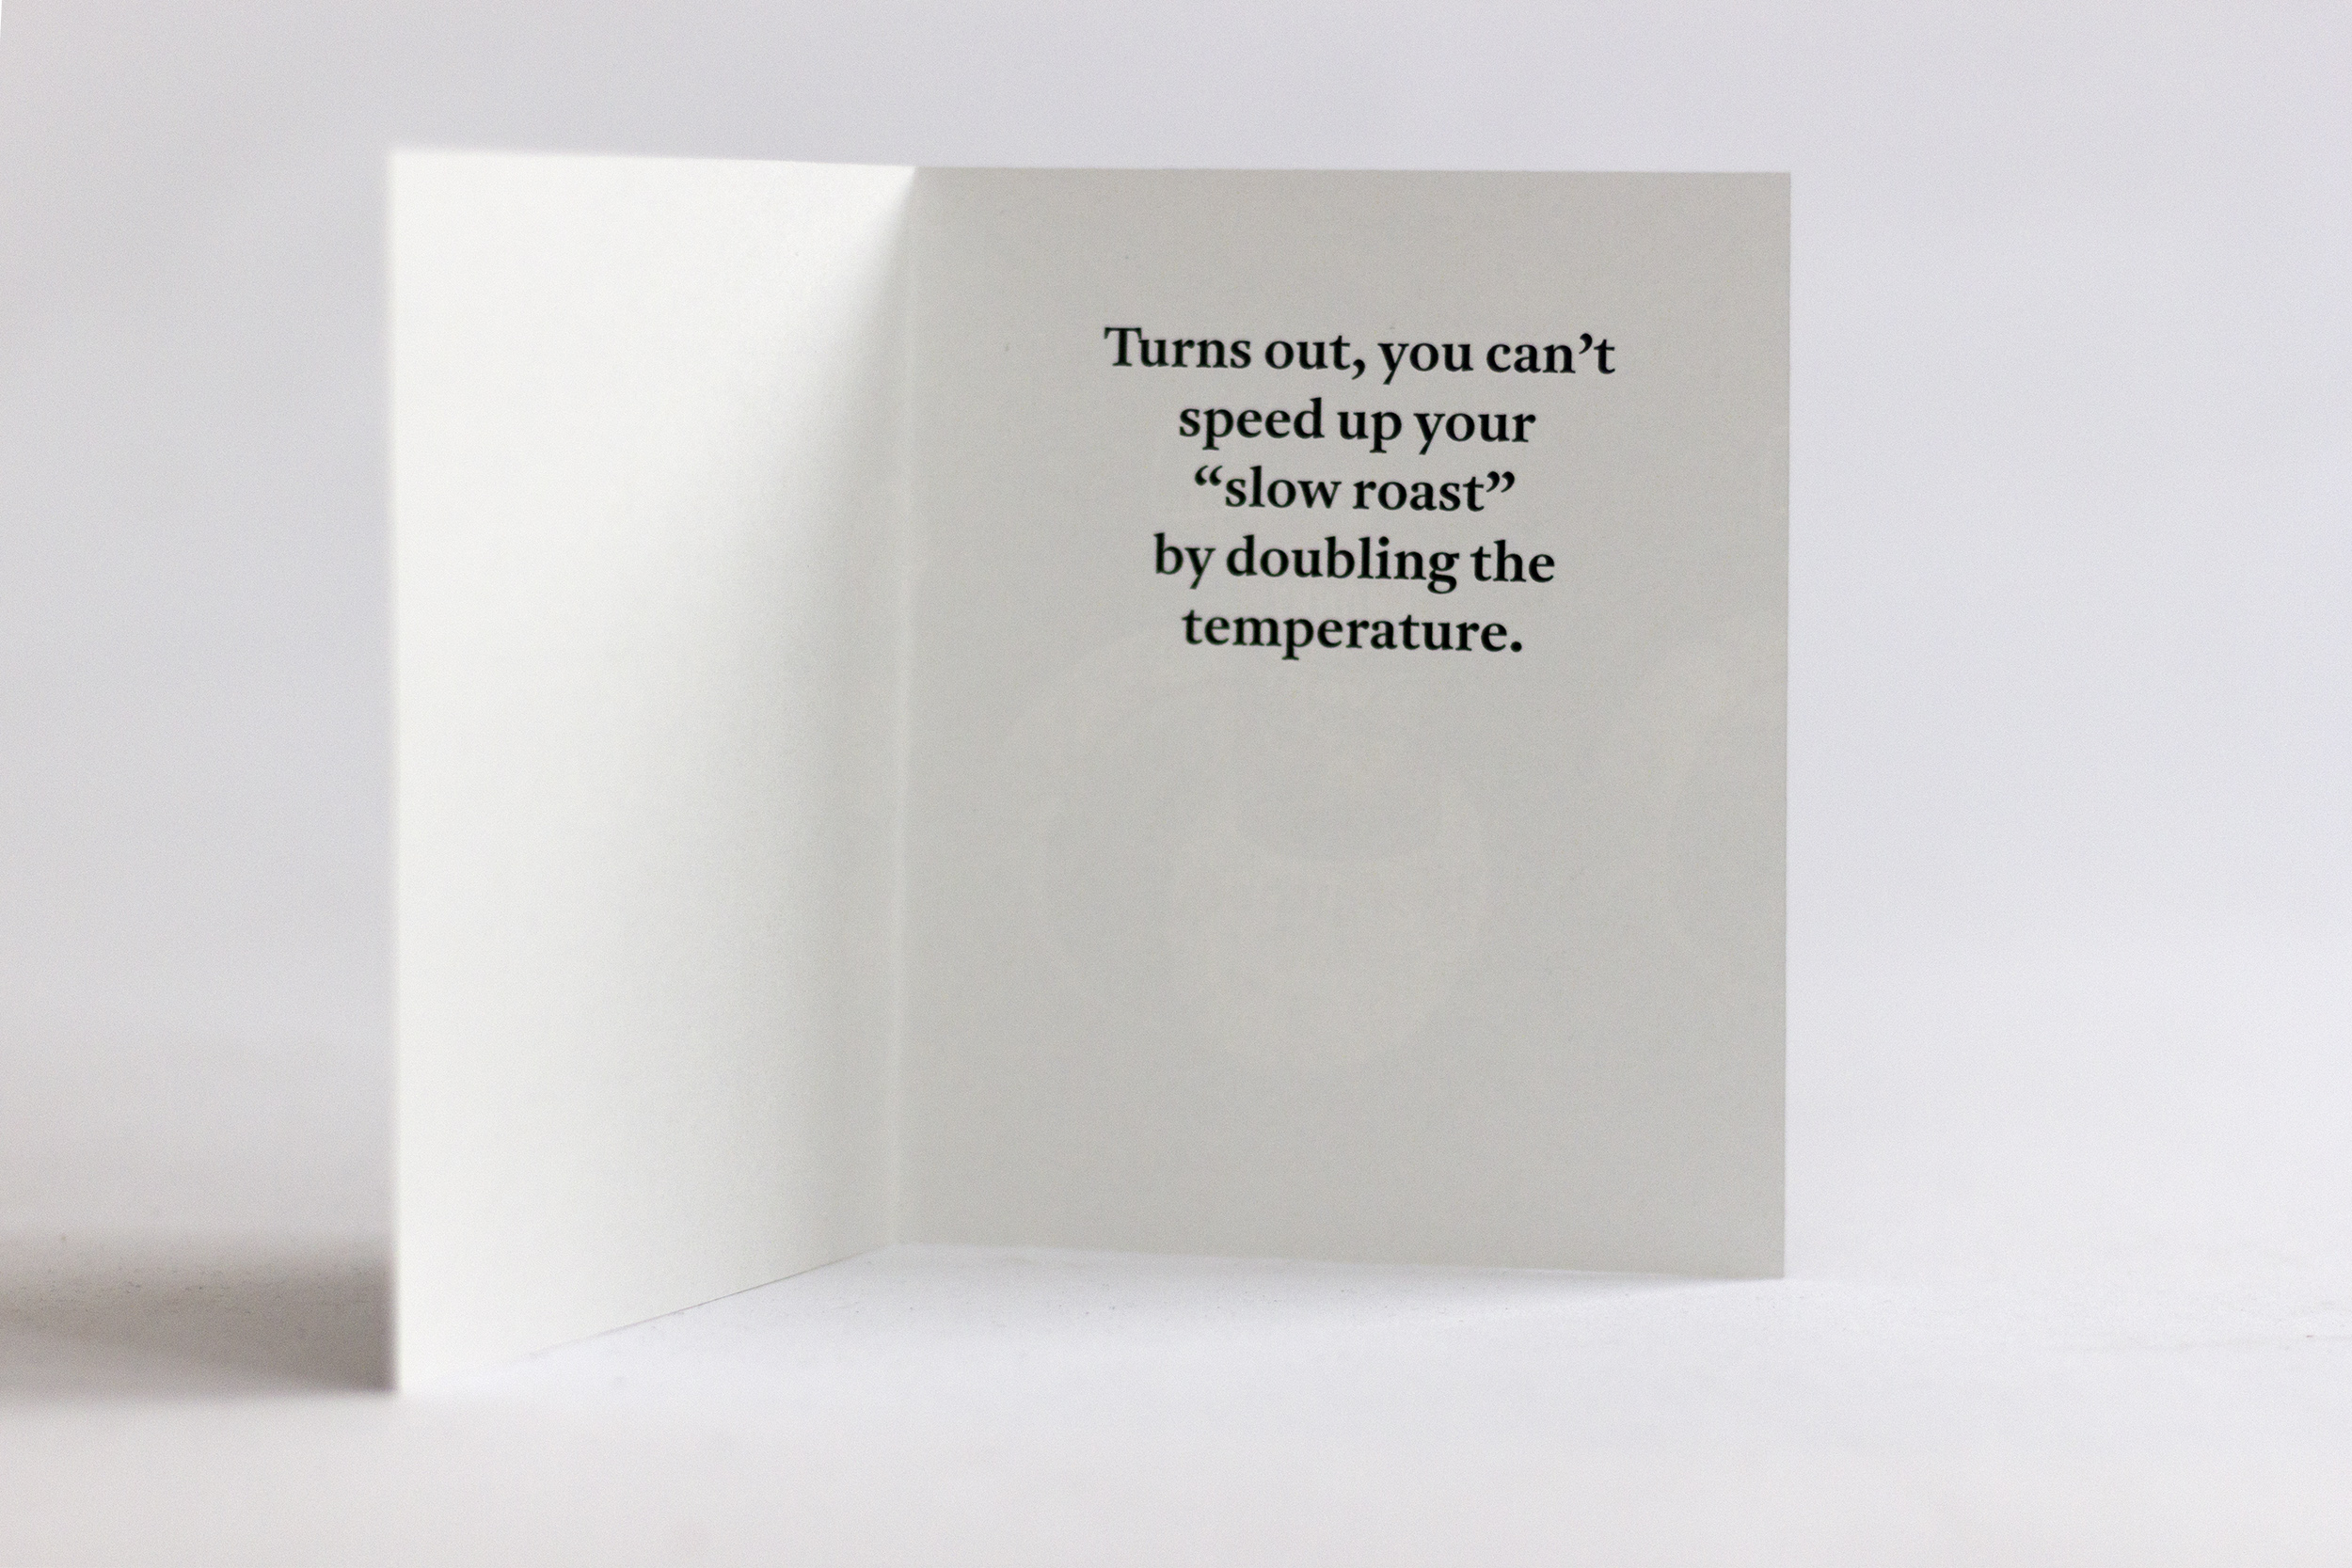 Turns out, you can’t
speed up your
“slow roast”
by doubling the
temperature.